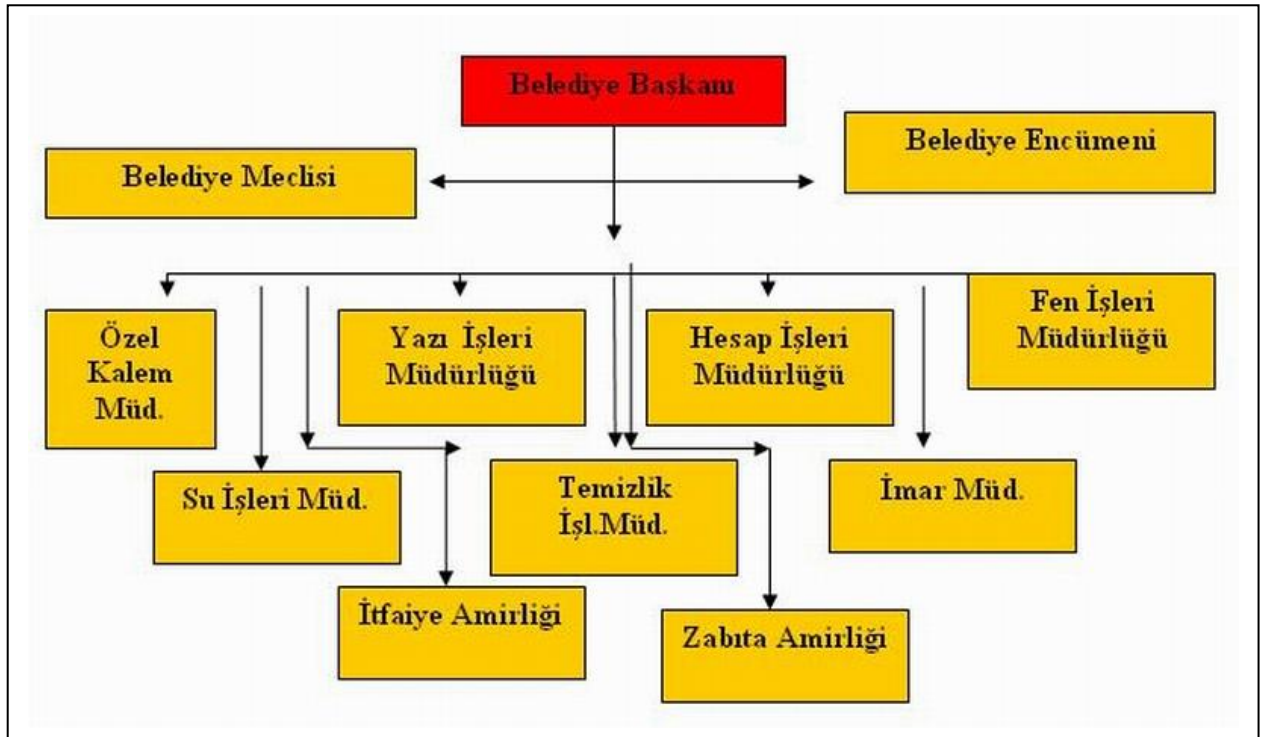 Belediye Başkanı
Belediye Encümeni
Belediye Meclisi
Özel
Kalem
Müd.
Yazı İşleri
Müdürlüğü
Hesap İşleri
Müdürlüğü
Fen İşleri
Müdürlüğü
Su İşleri Müd.
Temizlik
İşl.Müd.
İmar Müd.
İtfaiye Amirliği
Zabıta Amirliği